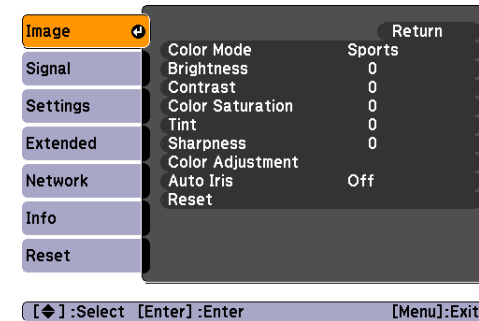 Image
Signal
Settings
Extended
Network
Info
Reset
Return
Color Mode Sports
Brightness 0
Contrast 0
Color Saturation 0
Tint 0
Sharpness 0
Color Adjustment
Auto Iris Off
Reset
[◆] :Select [Enter] :Enter [Menu]:Exit